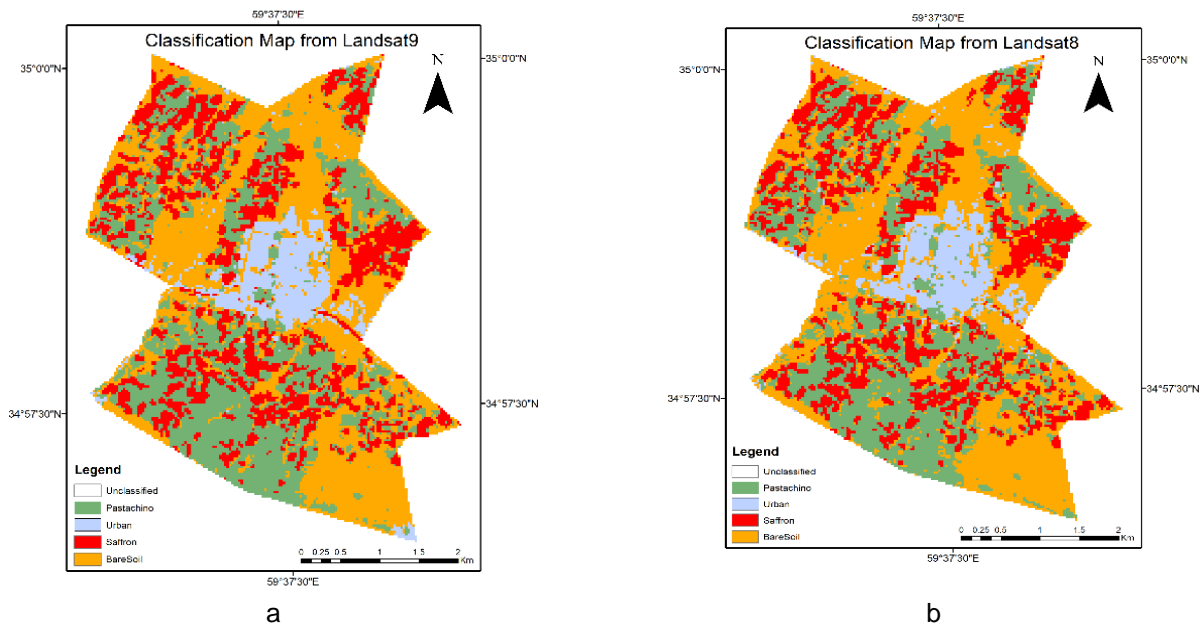 59°37'30"E
Classification Map from Landsat9
N
35°0'0"N
35°0'0"N
34°57'30"N
34°57'30"N
Legend
Unclassified
Pastachino
Urban
Saffron
BareSoil
0 0.25 0.5 1 1.5 2
Km
59°37'30"E
a
59°37'30"E
Classification Map from Landsat8
N
35°0'0"N
35°0'0"N
34°57'30"N
34°57'30"N
Legend
Unclassified
Pastachino
Urban
Saffron
BareSoil
0 0.25 0.5 1 1.5 2
Km
59°37'30"E
b